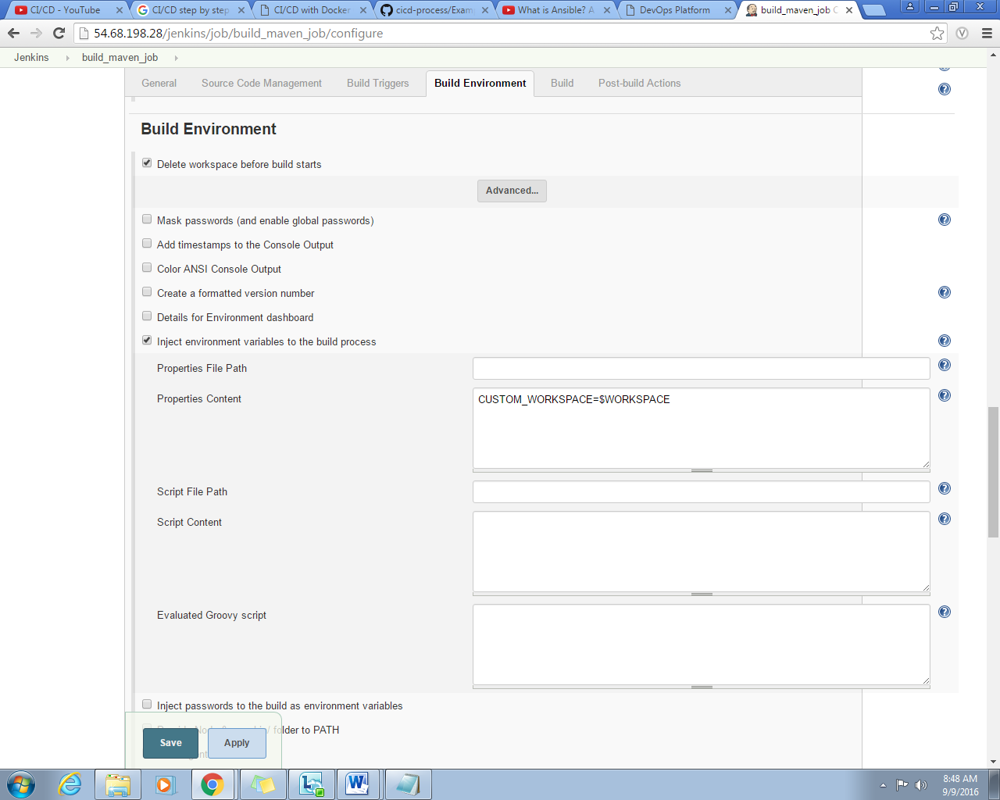 CI/CD - YouTube
CI/CD step by step
CI/CD with Docker
cicd-process/Exam
What is Ansible? A
DevOps Platform
build_maven_job C
54.68.198.28/jenkins/job/build_maven_job/configure
Jenkins
build_maven_job
General
Source Code Management
Build Triggers
Build Environment
Build
Post-build Actions
Build Environment
Delete workspace before build starts
Advanced...
Mask passwords (and enable global passwords)
Add timestamps to the Console Output
Color ANSI Console Output
Create a formatted version number
Details for Environment dashboard
Inject environment variables to the build process
Properties File Path
Properties Content
CUSTOM_WORKSPACE=$WORKSPACE
Script File Path
Script Content
Evaluated Groovy script
Inject passwords to the build as environment variables
folder to PATH
Save
Apply
8:48 AM
9/9/2016